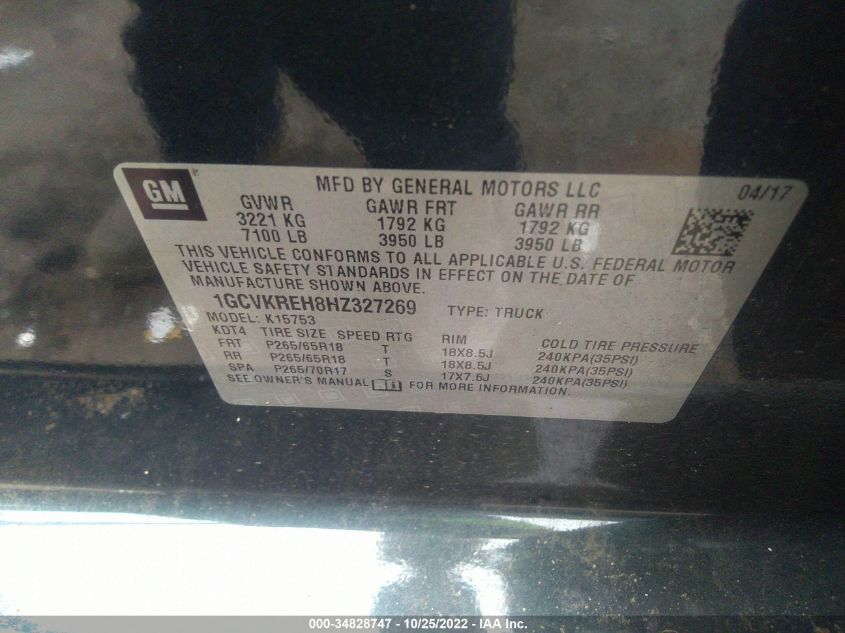 GM
®
MFD BY GENERAL MOTORS LLC
04/17
GVWR GAWR FRT GAWR RR
3221 KG 1792 KG 1792 KG
7100 LB 3950 LB 3950 LB
THIS VEHICLE CONFORMS TO ALL APPLICABLE U.S. FEDERAL MOTOR
VEHICLE SAFETY STANDARDS IN EFFECT ON THE DATE OF
MANUFACTURE SHOWN ABOVE.
1GCVKREH8HZ327269 TYPE: TRUCK
MODEL: K15753
KDT4 TIRE SIZE SPEED RTG RIM COLD TIRE PRESSURE
FRT P265/65R18 T 18X8.5J 240KPA(35PSI)
RR P265/65R18 T 18X8.5J 240KPA(35PSI)
SPA P265/70R17 S 17X7.5J 240KPA(35PSI)
SEE OWNER'S MANUAL FOR MORE INFORMATION.
000-34828747 - 10/25/2022 - IAA Inc.